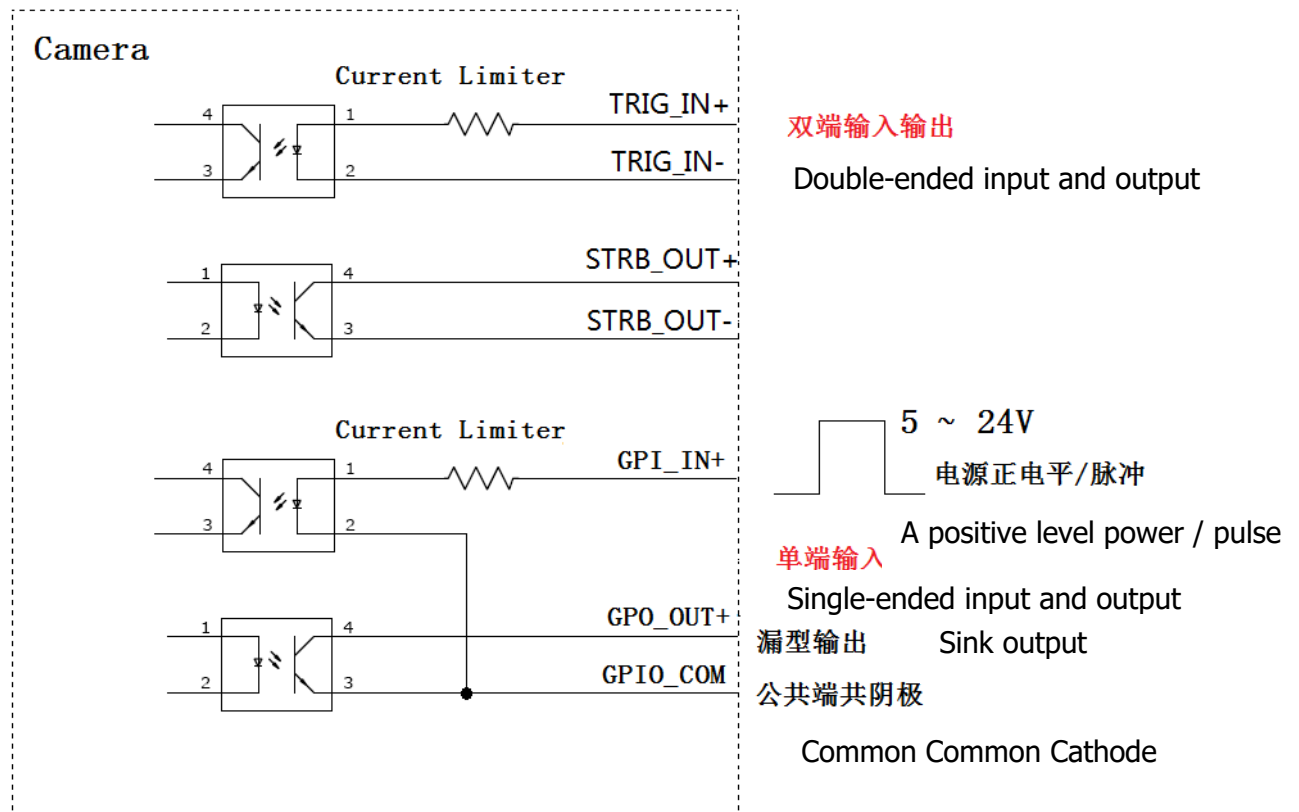 Camera
Current Limiter
4
1
TRIG_IN+
3
2
TRIG_IN-
双端输入输出
Double-ended input and output
1
4
STRB_OUT+
2
3
STRB_OUT-
Current Limiter
4
1
GPI_IN+
3
2
5 ~ 24V
电源正电平/脉冲
A positive level power / pulse
单端输入
Single-ended input and output
1
4
GPO_OUT+
漏型输出 Sink output
2
3
GPIO_COM
公共端共阴极
Common Common Cathode